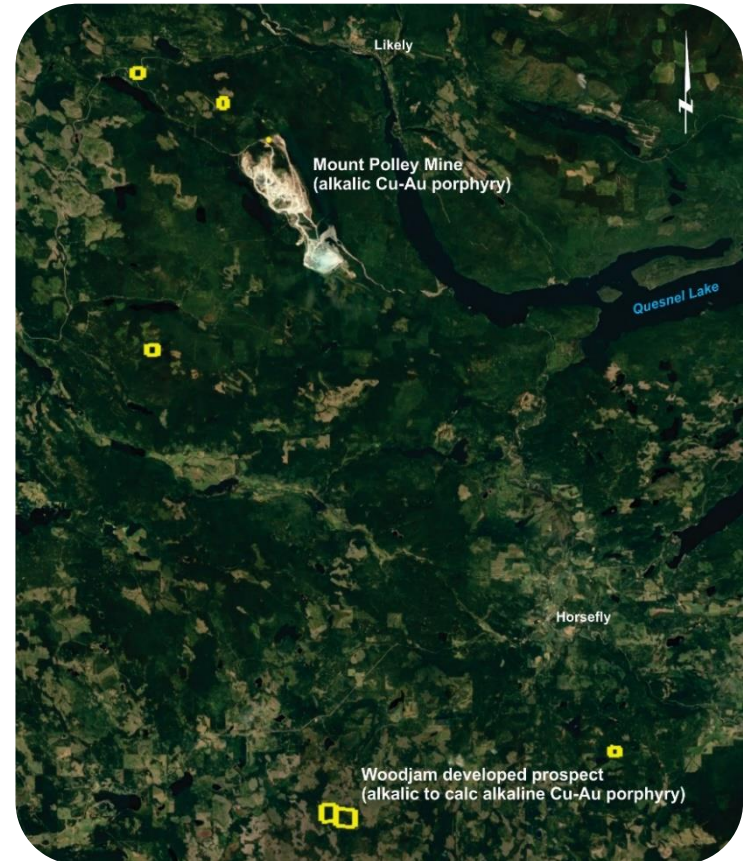 Likely
Mount Polley Mine
(alkalic Cu-Au porphyry)
Quesnel Lake
Horsefly
Woodjam developed prospect
(alkalic to calc alkaline Cu-Au porphyry)